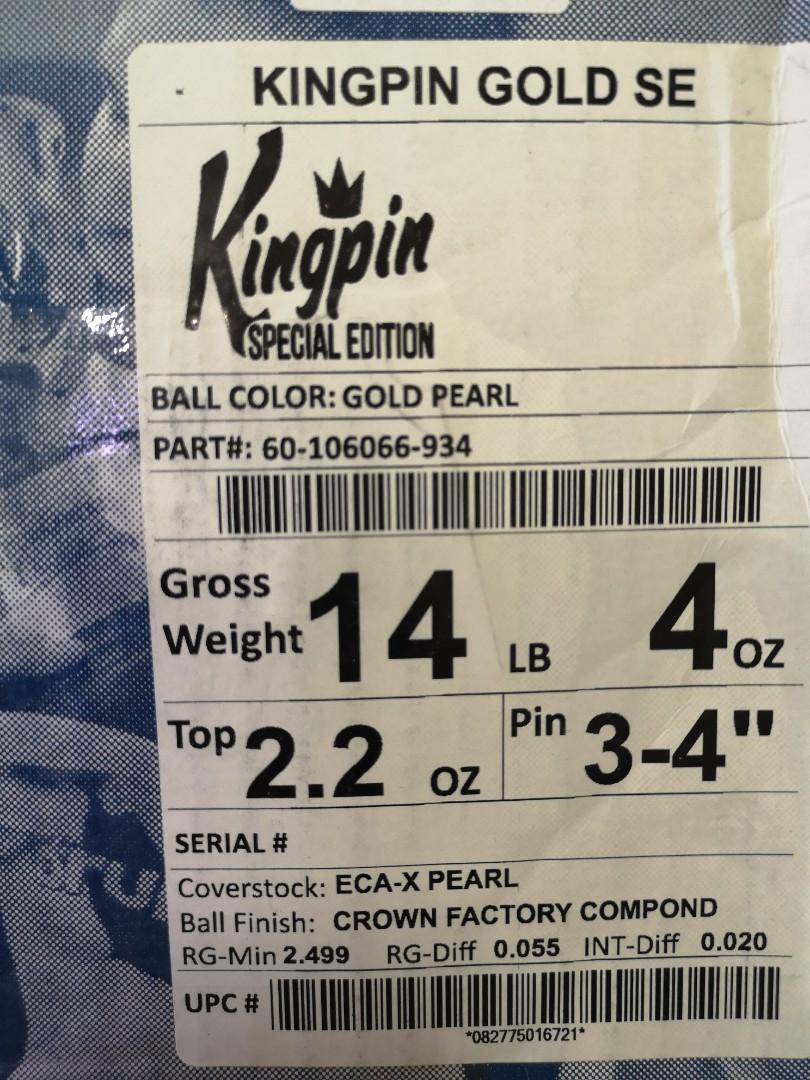 KINGPIN GOLD SE
Kingpin
SPECIAL EDITION
BALL COLOR: GOLD PEARL
PART#: 60-106066-934
Gross Weight 14 LB 4 OZ
Top 2.2 OZ Pin 3-4"
SERIAL #
Coverstock: ECA-X PEARL
Ball Finish: CROWN FACTORY COMPOND
RG-Min 2.499 RG-Diff 0.055 INT-Diff 0.020
UPC #
*082775016721*